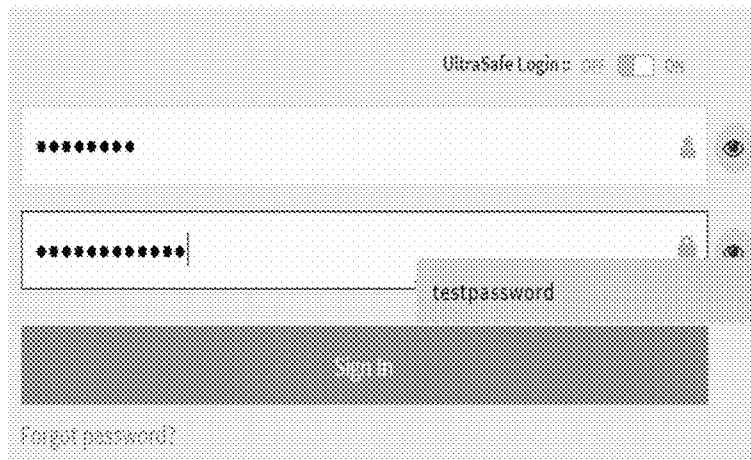 UltraSafe Login : OFF ON
••••••••
••••••••••••
testpassword
Sign in
Forgot password?